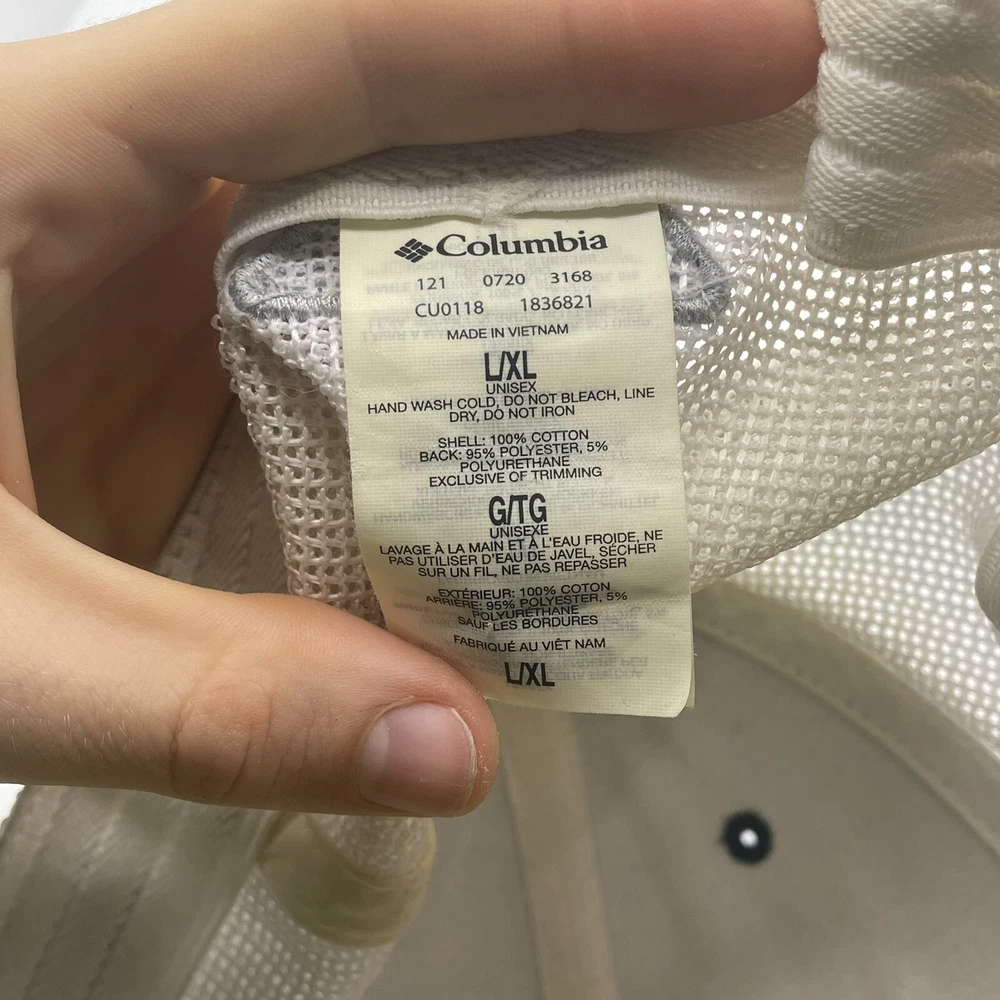 Columbia
121 0720 3168
CU0118 1836821
MADE IN VIETNAM
L/XL
UNISEX
HAND WASH COLD, DO NOT BLEACH, LINE
DRY, DO NOT IRON
SHELL: 100% COTTON
BACK: 95% POLYESTER, 5%
POLYURETHANE
EXCLUSIVE OF TRIMMING
G/TG
UNISEXE
LAVAGE À LA MAIN ET À L'EAU FROIDE, NE
PAS UTILISER D'EAU DE JAVEL, SÉCHER
SUR UN FIL, NE PAS REPASSER
EXTÉRIEUR: 100% COTON
ARRIÈRE: 95% POLYESTER, 5%
POLYURÉTHANE
SAUF LES BORDURES
FABRIQUÉ AU VIÊT NAM
L/XL